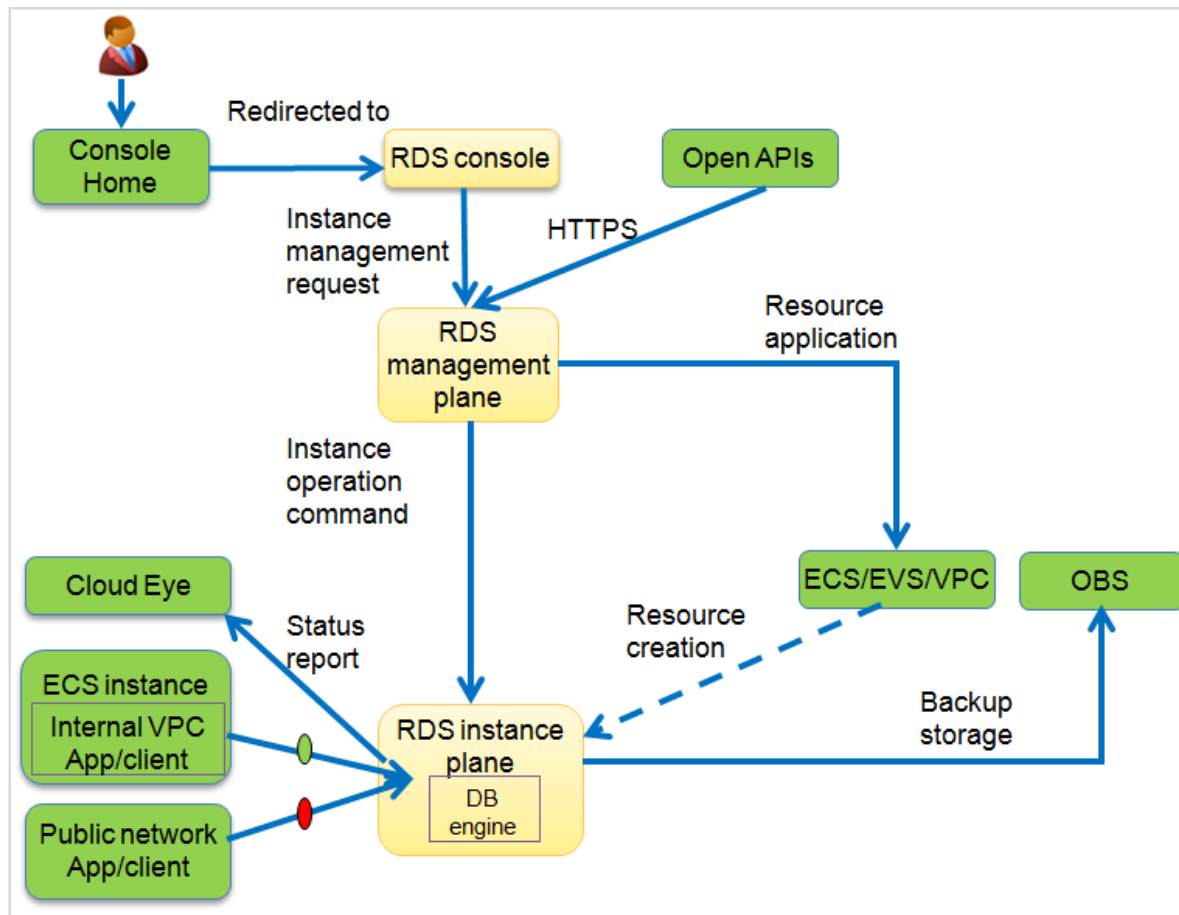 Redirected to
Console
Home
RDS console
Open APIs
Instance
management
request
HTTPS
RDS
management
plane
Resource
application
Instance
operation
command
Cloud Eye
ECS/EVS/VPC
OBS
Status
report
Resource
creation
ECS instance
Internal VPC
App/client
RDS instance
plane
DB
engine
Backup
storage
Public network
App/client